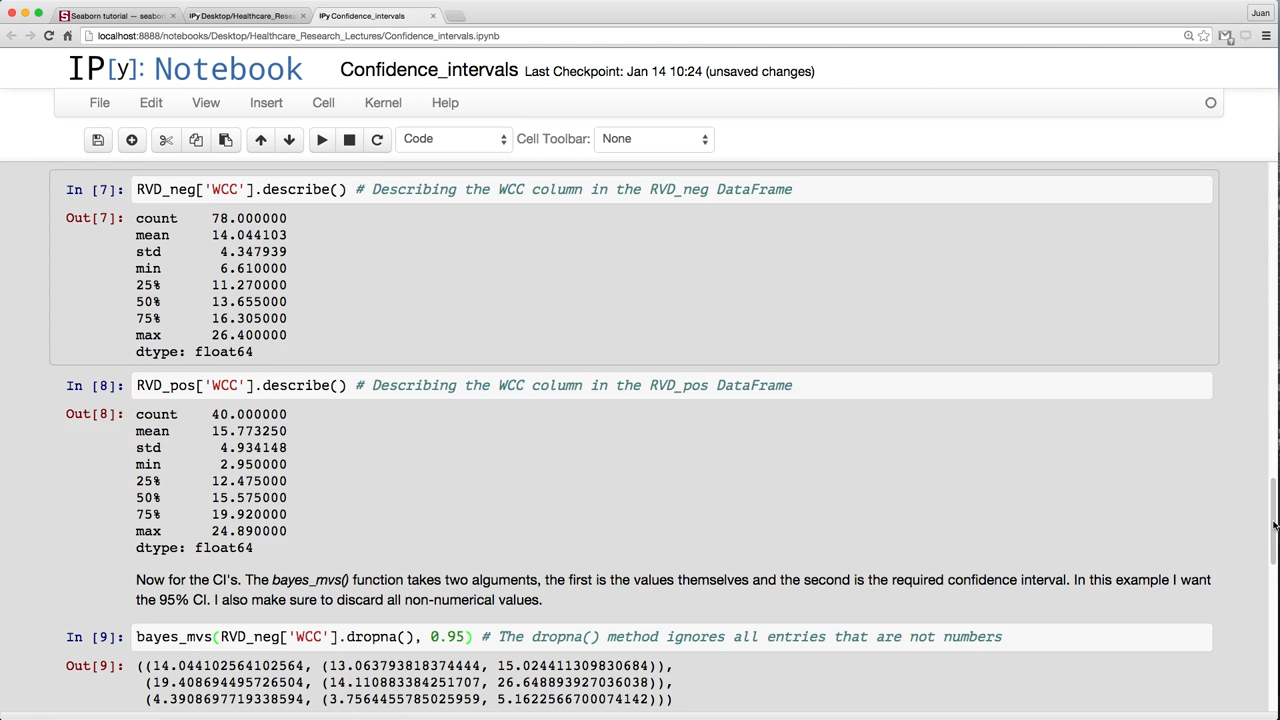 Seaborn tutorial — seabo
IPy Desktop/Healthcare_Rese
IPy Confidence_intervals
Juan
localhost:8888/notebooks/Desktop/Healthcare_Research_Lectures/Confidence_intervals.ipynb
IP[y]: Notebook Confidence_intervals Last Checkpoint: Jan 14 10:24 (unsaved changes)
File Edit View Insert Cell Kernel Help
Code Cell Toolbar: None
In [7]: RVD_neg['WCC'].describe() # Describing the WCC column in the RVD_neg DataFrame
Out[7]: count 78.000000
mean 14.044103
std 4.347939
min 6.610000
25% 11.270000
50% 13.655000
75% 16.305000
max 26.400000
dtype: float64
In [8]: RVD_pos['WCC'].describe() # Describing the WCC column in the RVD_pos DataFrame
Out[8]: count 40.000000
mean 15.773250
std 4.934148
min 2.950000
25% 12.475000
50% 15.575000
75% 19.920000
max 24.890000
dtype: float64
Now for the CI's. The bayes_mvs() function takes two alguments, the first is the values themselves and the second is the required confidence interval. In this example I want
the 95% CI. I also make sure to discard all non-numerical values.
In [9]: bayes_mvs(RVD_neg['WCC'].dropna(), 0.95) # The dropna() method ignores all entries that are not numbers
Out[9]: ((14.044102564102564, (13.063793818374444, 15.024411309830684)),
(19.408694495726504, (14.110883384251707, 26.648893927036038)),
(4.3908697719338594, (3.7564455785025959, 5.1622566700074142)))